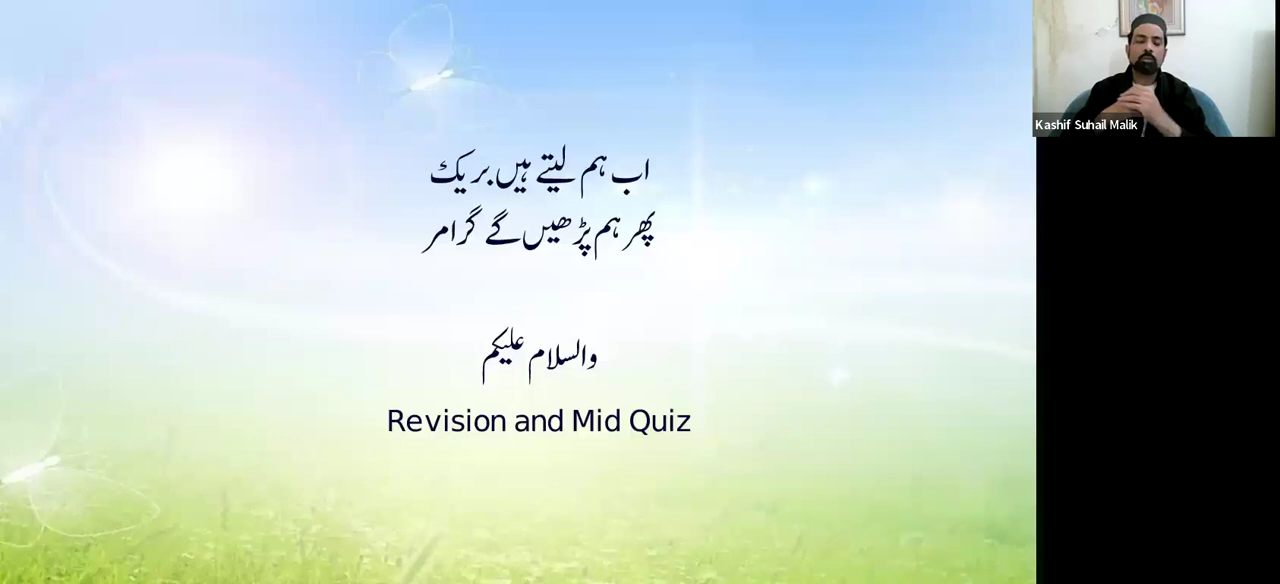 اب ہم لیتے ہیں بریک
پھر ہم پڑھیں گے گرامر
والسلام علیکم
Revision and Mid Quiz
Kashif Suhail Malik